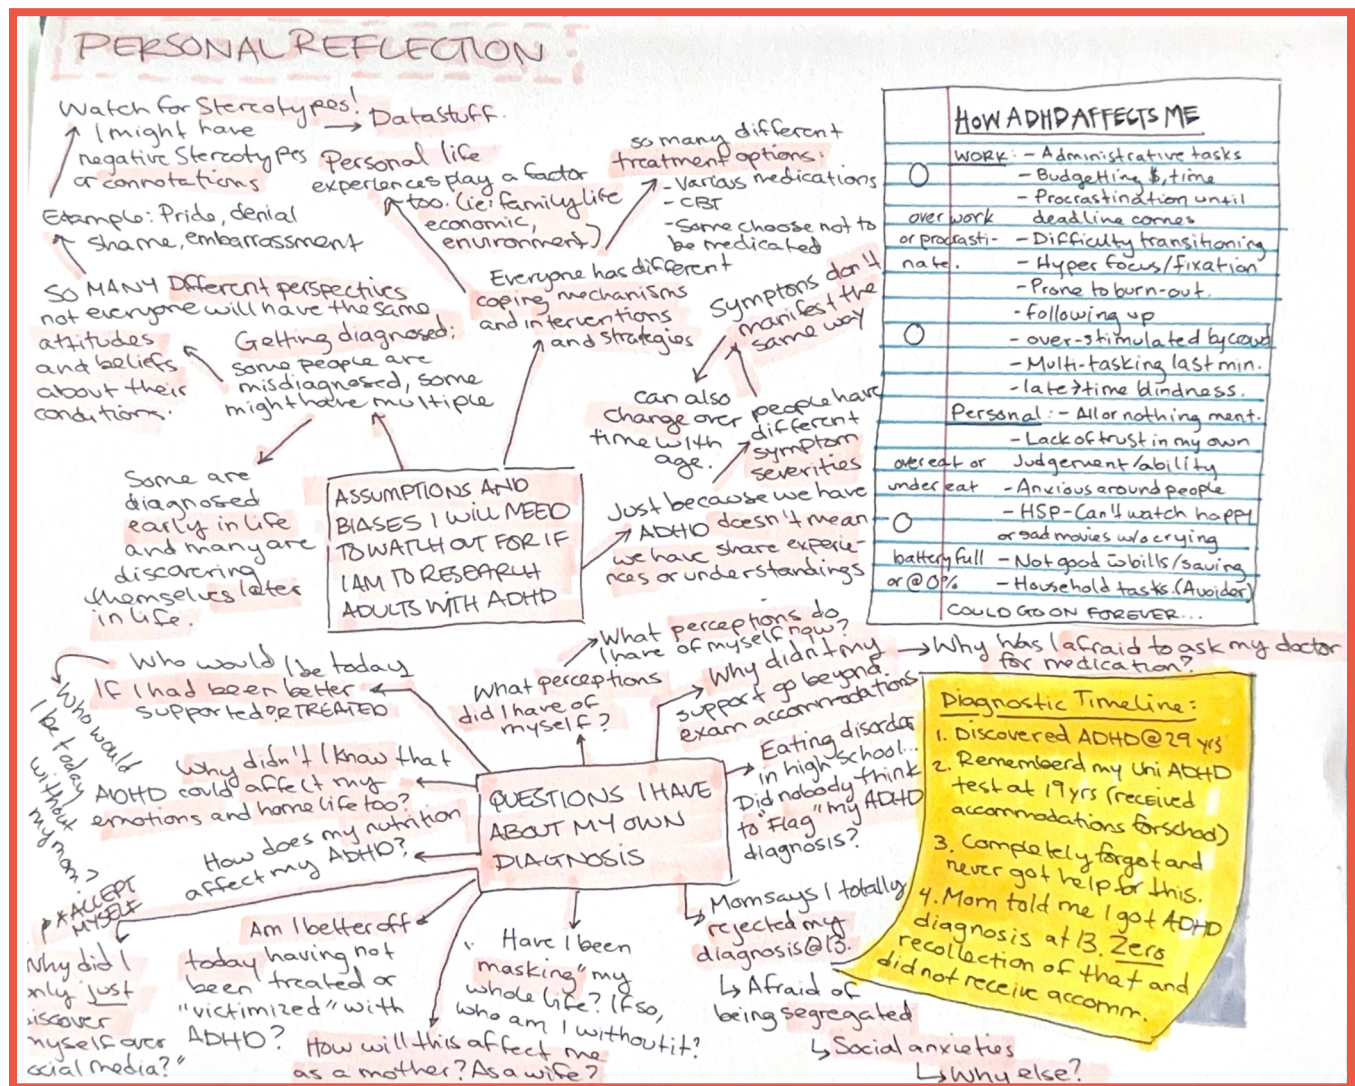 PERSONAL REFLECTION
Watch for Stereotypes!
I might have
negative Stereotypes
or connotations
→ Datastuff.
Example: Pride, denial
shame, embarrassment
SO MANY Different perspectives
not everyone will have the same
attitudes
and beliefs
about their
conditions.
Getting diagnosed:
some people are
misdiagnosed, some
might have multiple
Some are
diagnosed
early in life
and many are
discovering
themselves later
in life.
Personal life
experiences play a factor
too. (ie: family life
economic,
environment)
so many different
treatment options:
- Various medications
- CBT
- Some choose not to
be medicated
Everyone has different
coping mechanisms
and interventions
and strategies
Symptoms don't
manifest the
same way
can also
change over
time with
age.
people have
different
symptom
severities
Just because we have
ADHD doesn't mean
we have share experie-
nces or understandings
ASSUMPTIONS AND
BIASES I WILL NEED
TO WATCH OUT FOR IF
I AM TO RESEARCH
ADULTS WITH ADHD
HOW ADHD AFFECTS ME
WORK: - Administrative tasks
- Budgetting $, time
- Procrastination until
deadline comes
over work
or procrasti-
nate.
- Difficulty transitioning
- Hyper focus/fixation
- Prone to burn-out.
- Following up
- over-stimulated by crowd
- Multi-tasking last min.
- late → time blindness.
Personal: - All or nothing ment.
- Lack of trust in my own
Judgement/ability
over eat or
under eat
- Anxious around people
- HSP - Can't watch happy
or sad movies w/o crying
battery full
or @ 0%
- Not good w̄ bills/saving
- Household tasks. (Avoider)
COULD GO ON FOREVER...
QUESTIONS I HAVE
ABOUT MY OWN
DIAGNOSIS
Who would I be today
If I had been better
supported OR TREATED
Who would
I be today
without
my mom?
What perceptions
did I have of
myself?
What perceptions do
I have of myself now?
Why didn't my
support go beyond
exam accommodations
Why was I afraid to ask my doctor
for medication?
Eating disorder
in high school...
Did nobody think
to "Flag" my ADHD
diagnosis?
Why didn't I know that
ADHD could affect my
emotions and home life too?
How does my nutrition
affect my ADHD?
* ACCEPT
MYSELF
Why did I
only just
discover
myself over
social media?"
Am I better off
today having not
been treated or
"victimized" with
ADHD?
How will this affect me
as a mother? As a wife?
Have I been
"masking" my
whole life? If so,
who am I without it?
Mom says I totally
rejected my
diagnosis @ 13.
↳ Afraid of
being segregated
↳ Social anxieties
↳ Why else?
Diagnostic Timeline:
1. Discovered ADHD @ 29 yrs
2. Rememberd my Uni ADHD
test at 19 yrs (received
accommodations for school)
3. Completely forgot and
never got help for this.
4. Mom told me I got ADHD
diagnosis at 13. Zero
recollection of that and
did not receive accomm.